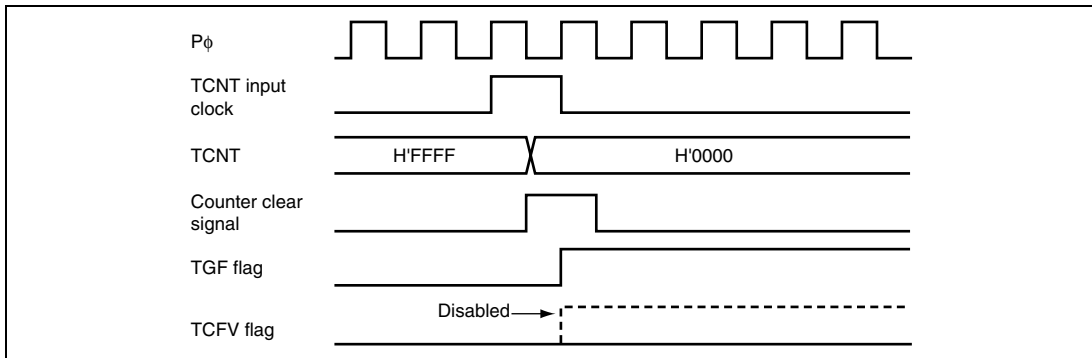 Pϕ
TCNT input
clock
TCNT
H'FFFF
H'0000
Counter clear
signal
TGF flag
Disabled
TCFV flag